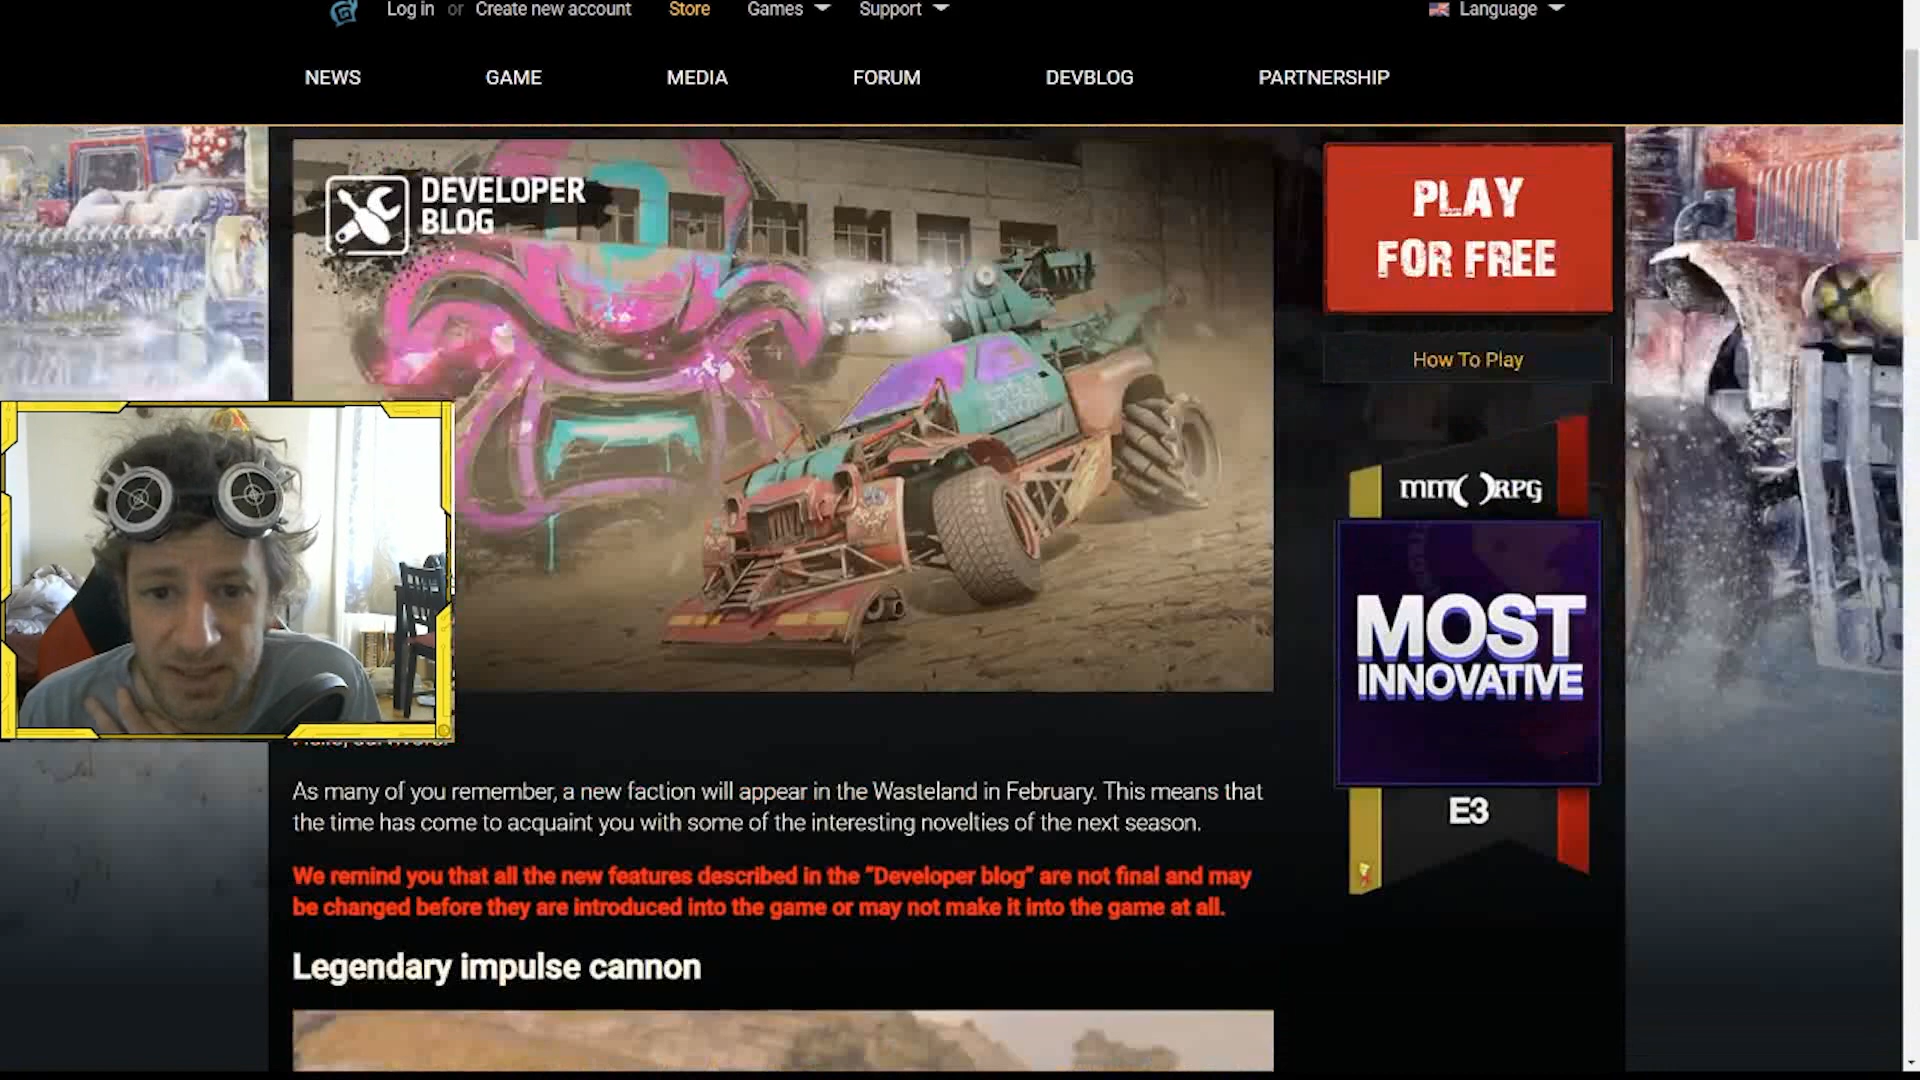 Log in or Create new account Store Games Support Language
NEWS GAME MEDIA FORUM DEVBLOG PARTNERSHIP
DEVELOPER
BLOG
PLAY
FOR FREE
How To Play
MMO RPG
MOST
INNOVATIVE
E3
As many of you remember, a new faction will appear in the Wasteland in February. This means that
the time has come to acquaint you with some of the interesting novelties of the next season.
We remind you that all the new features described in the "Developer blog" are not final and may
be changed before they are introduced into the game or may not make it into the game at all.
Legendary impulse cannon